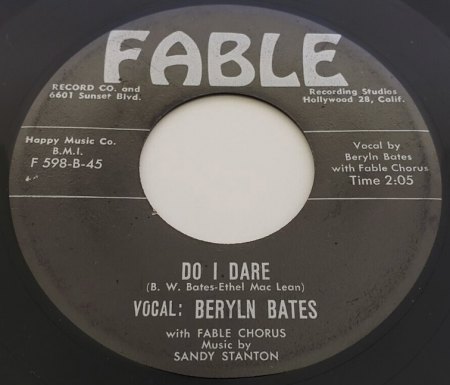 FABLE
RECORD CO. and
6601 Sunset Blvd.
Recording Studios
Hollywood 28, Calif.
Happy Music Co.
B.M.I.
F 598-B-45
Vocal by
Beryln Bates
with Fable Chorus
Time 2:05
DO I DARE
(B. W. Bates-Ethel Mac Lean)
VOCAL: BERYLN BATES
with FABLE CHORUS
Music by
SANDY STANTON